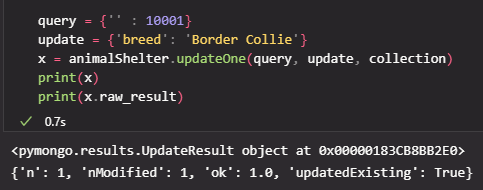 query = {'' : 10001}
update = {'breed': 'Border Collie'}
x = animalShelter.updateOne(query, update, collection)
print(x)
print(x.raw_result)
0.7s
<pymongo.results.UpdateResult object at 0x00000183CB8BB2E0>
{'n': 1, 'nModified': 1, 'ok': 1.0, 'updatedExisting': True}